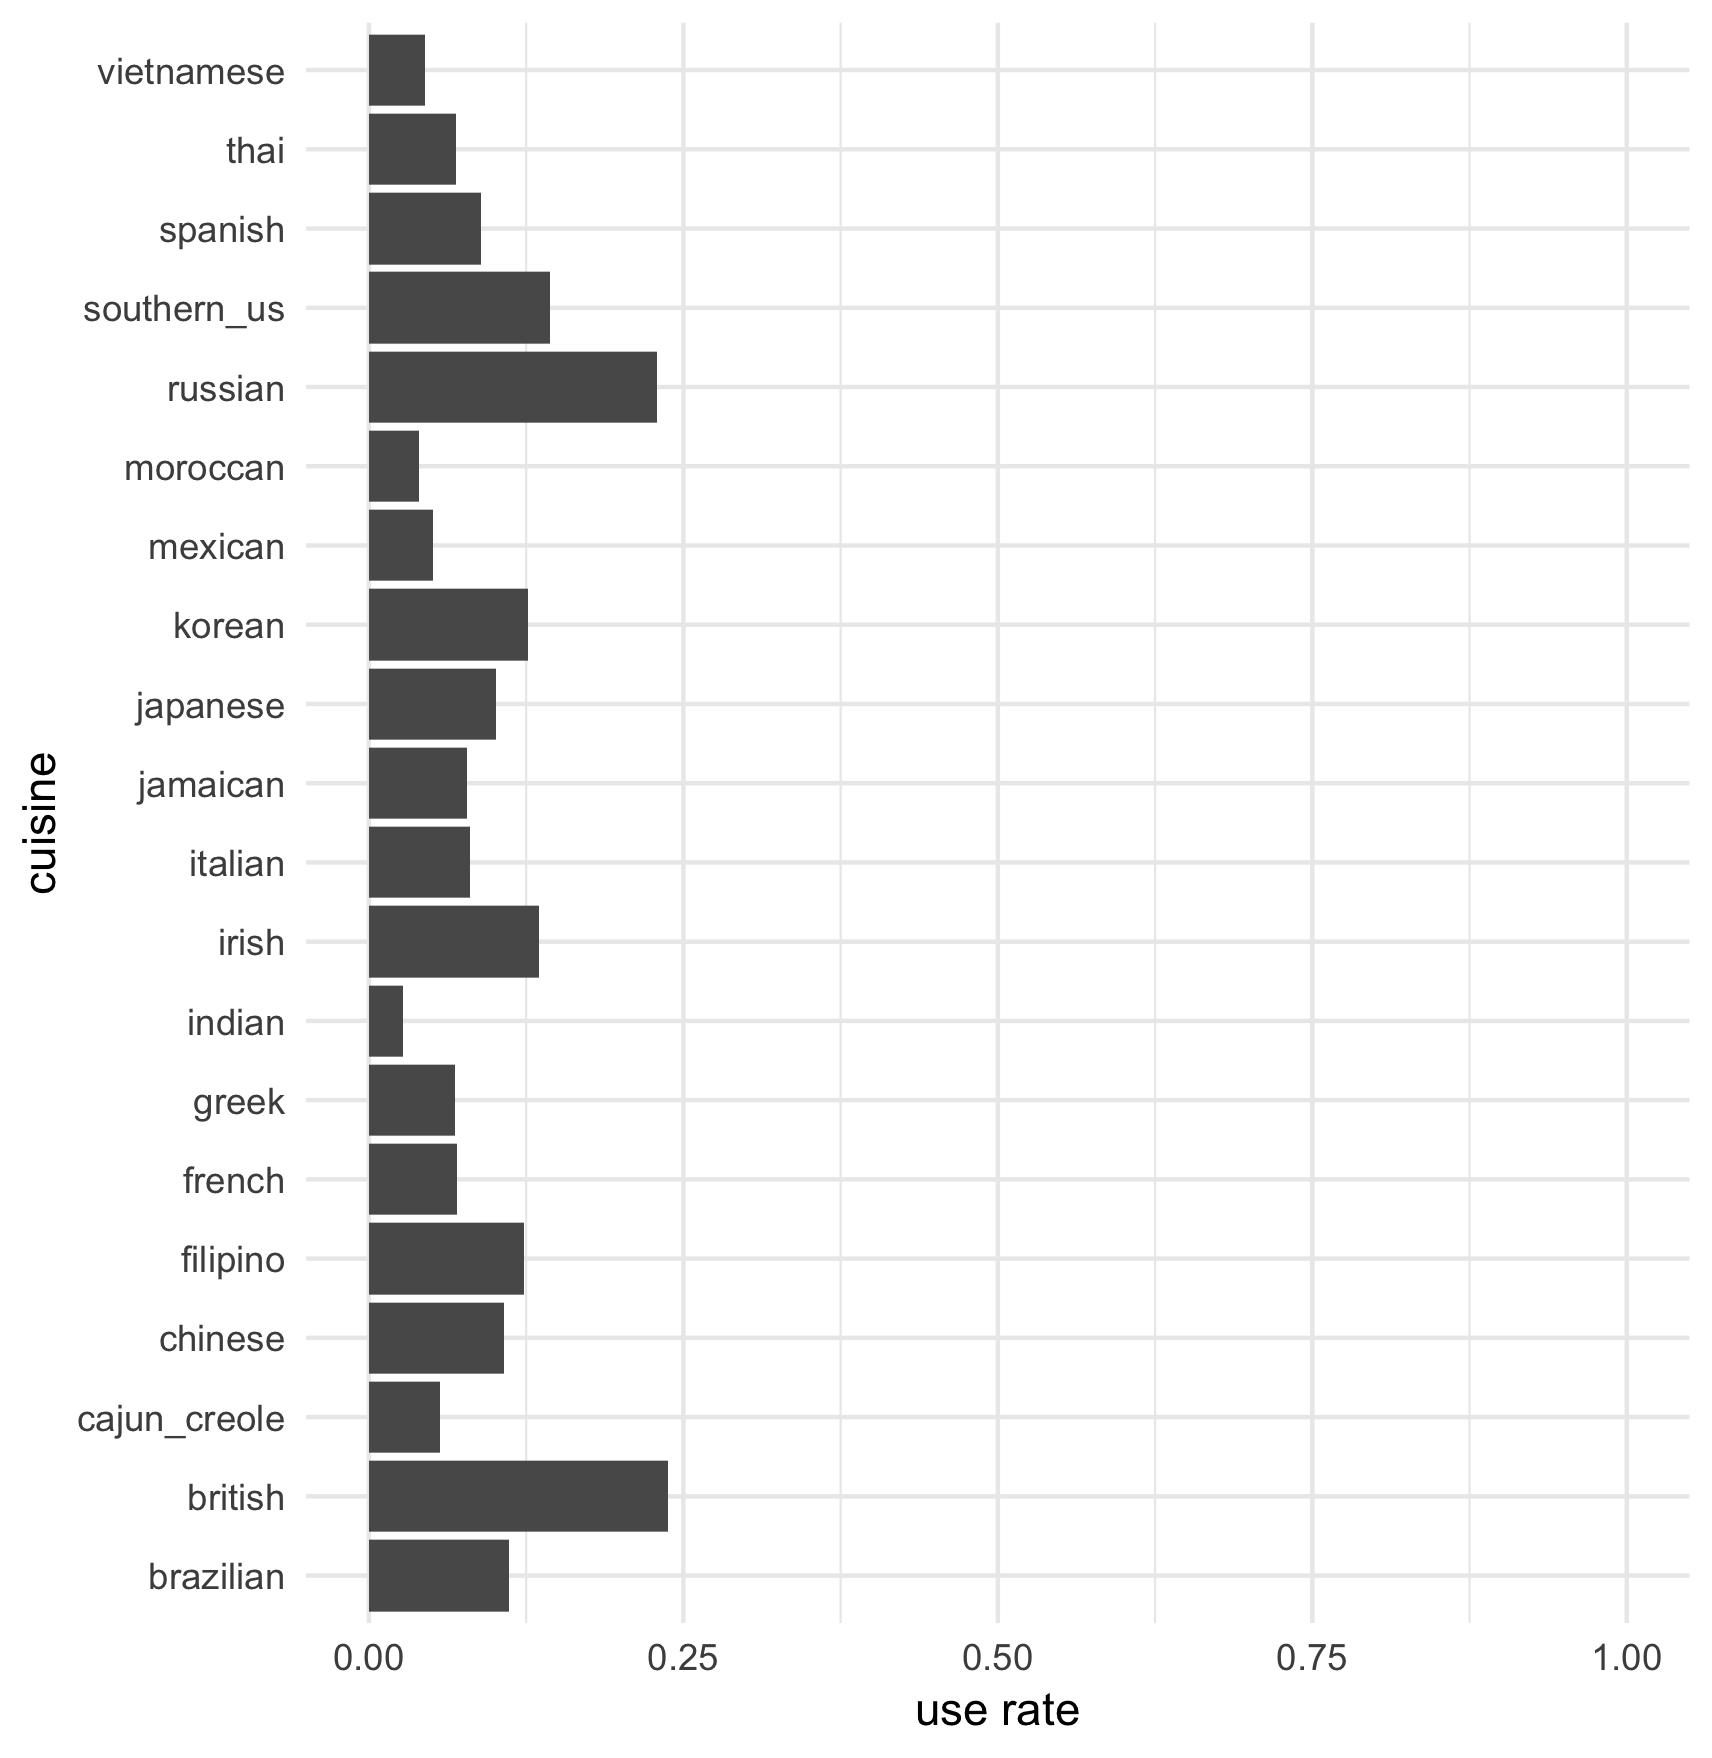 vietnamese
thai
spanish
southern_us
russian
moroccan
mexican
korean
japanese
jamaican
italian
irish
indian
greek
french
filipino
chinese
cajun_creole
british
brazilian
cuisine
0.00 0.25 0.50 0.75 1.00
use rate